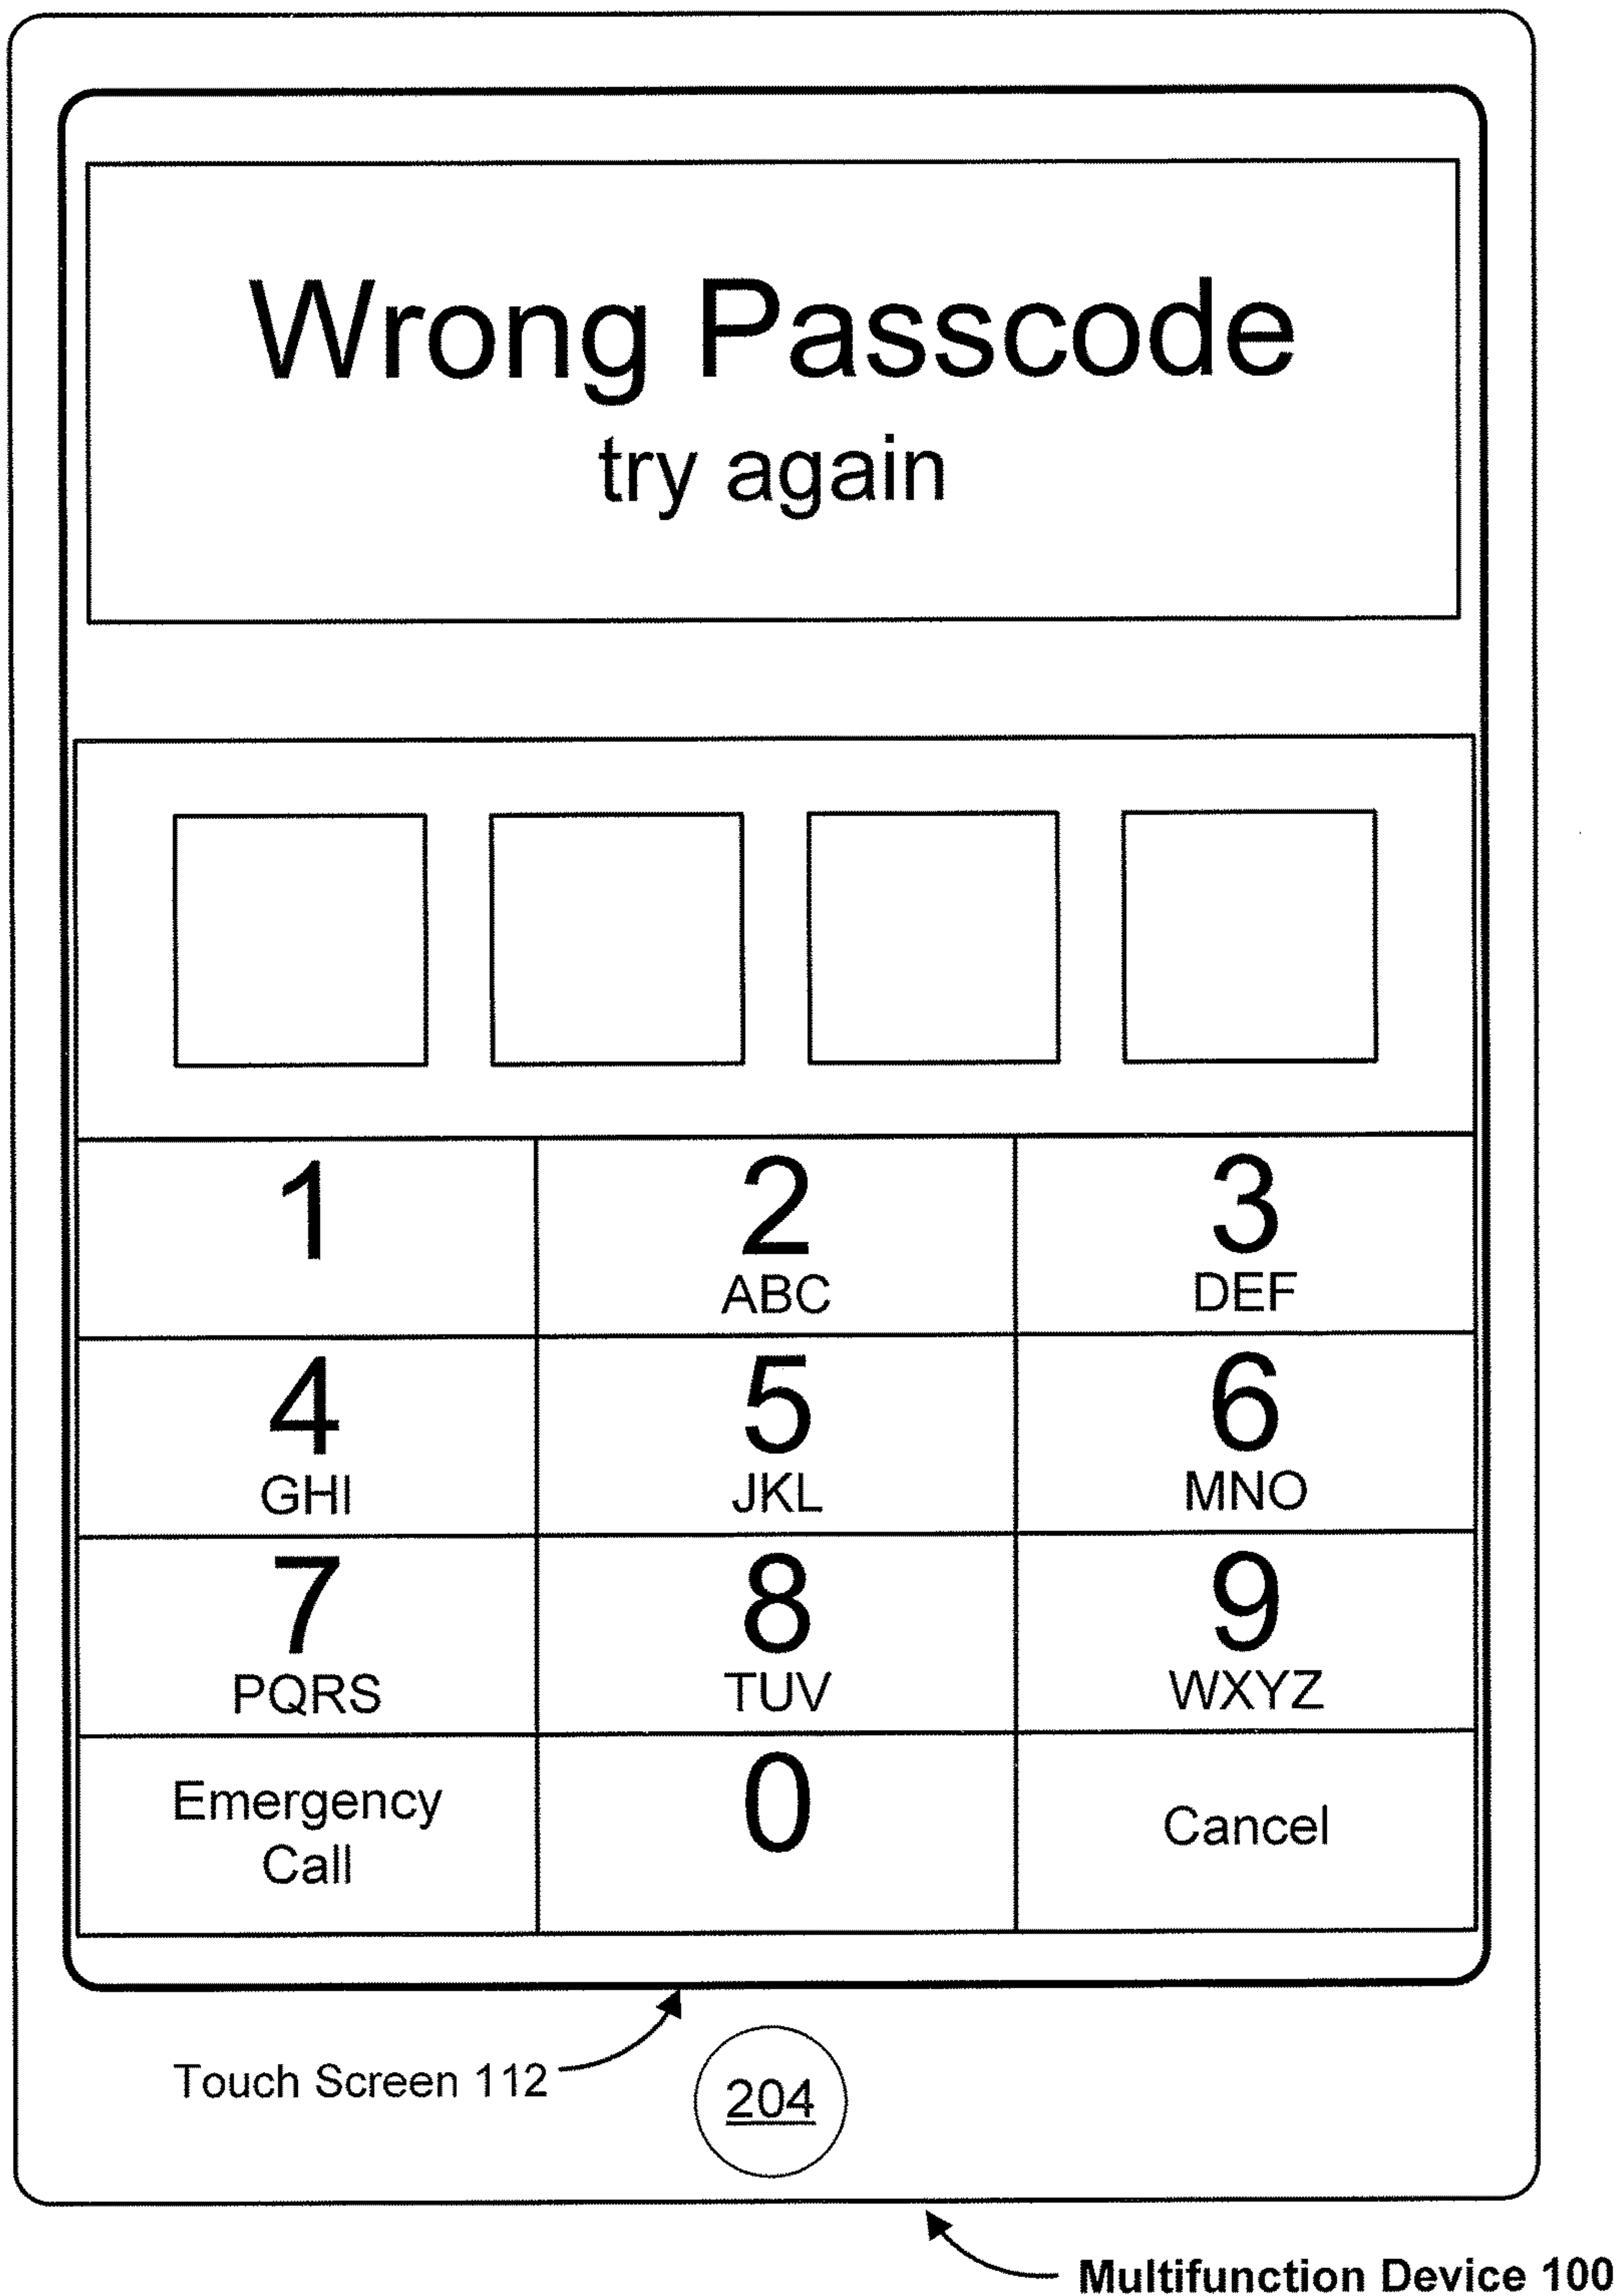 Wrong Passcode
try again
1
2
3
ABC
DEF
4
5
6
GHI
JKL
MNO
7
8
9
PQRS
TUV
WXYZ
Emergency
Call
0
Cancel
Touch Screen 112
204
Multifunction Device 100